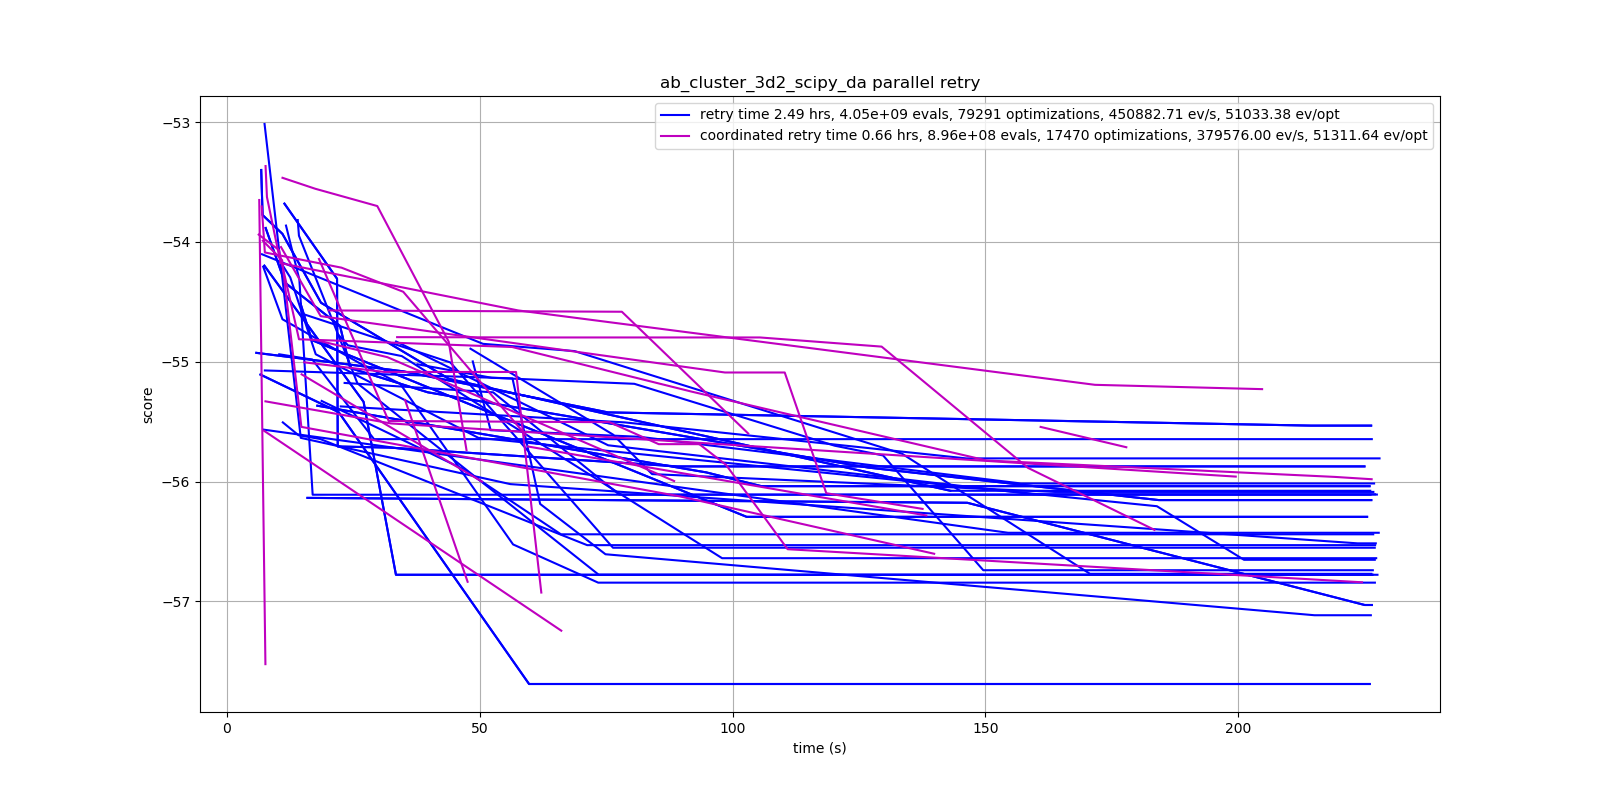 ab_cluster_3d2_scipy_da parallel retry
retry time 2.49 hrs, 4.05e+09 evals, 79291 optimizations, 450882.71 ev/s, 51033.38 ev/opt
coordinated retry time 0.66 hrs, 8.96e+08 evals, 17470 optimizations, 379576.00 ev/s, 51311.64 ev/opt
−53
−54
−55
−56
−57
score
0 50 100 150 200
time (s)